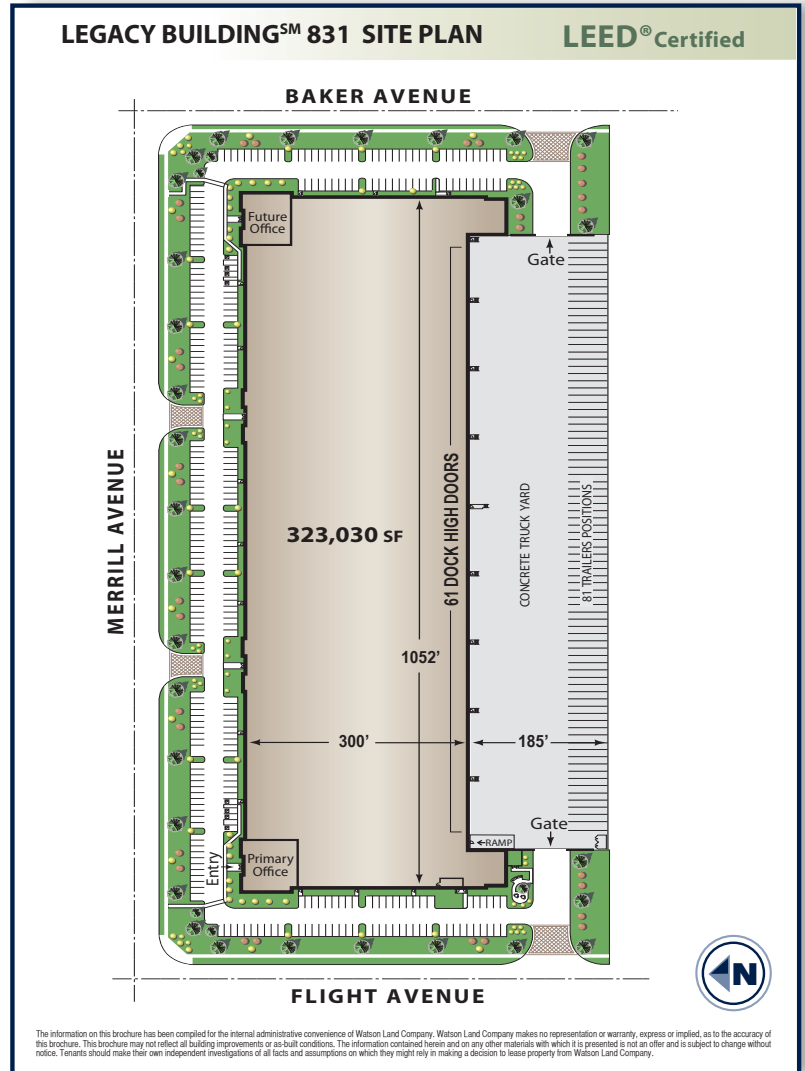 LEGACY BUILDING℠ 831 SITE PLAN
LEED® Certified
BAKER AVENUE
Future
Office
Gate
MERRILL AVENUE
323,030 SF
61 DOCK HIGH DOORS
CONCRETE TRUCK YARD
81 TRAILERS POSITIONS
1052’
300’
185’
Gate
RAMP
Entry
Primary
Office
N
FLIGHT AVENUE
The information on this brochure has been compiled for the internal administrative convenience of Watson Land Company. Watson Land Company makes no representation or warranty, express or implied, as to the accuracy of
this brochure. This brochure may not reflect all building improvements or as-built conditions. The information contained herein and on any other materials with which it is presented is not an offer and is subject to change without
notice. Tenants should make their own independent investigations of all facts and assumptions on which they might rely in making a decision to lease property from Watson Land Company.